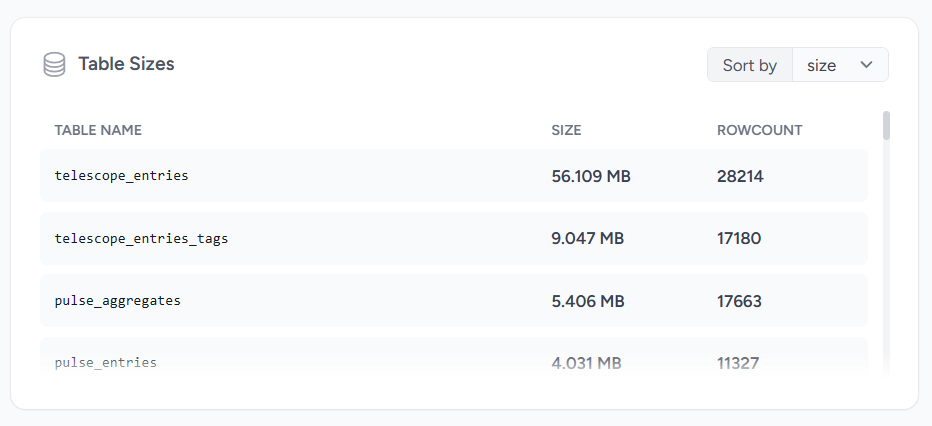 Table Sizes
Sort by size
TABLE NAME SIZE ROWCOUNT
telescope_entries 56.109 MB 28214
telescope_entries_tags 9.047 MB 17180
pulse_aggregates 5.406 MB 17663
pulse_entries 4.031 MB 11327